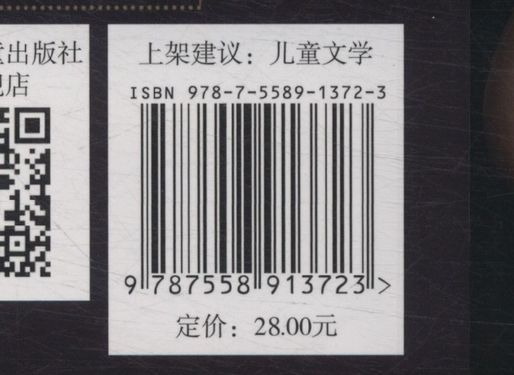 出版社
店
上架建议：儿童文学
ISBN 978-7-5589-1372-3
9 787558 913723 >
定价：28.00元